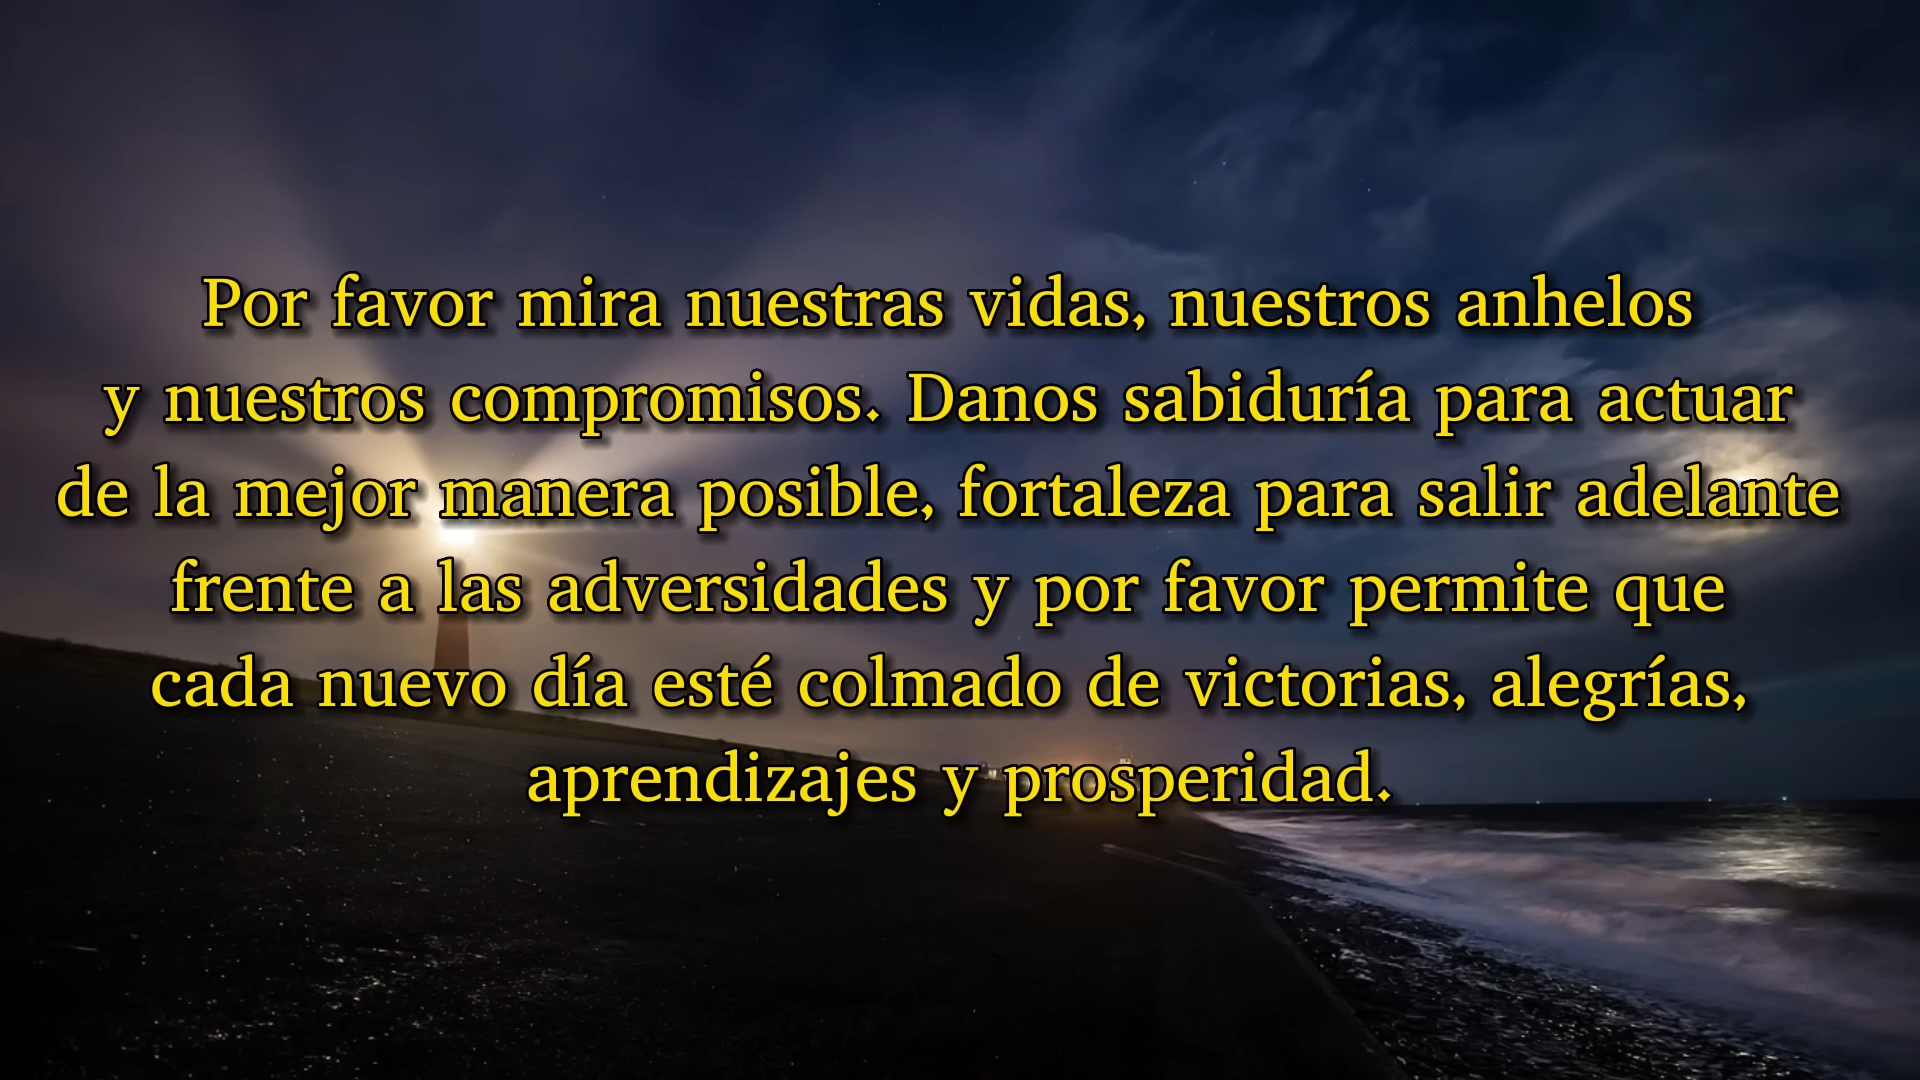 Por favor mira nuestras vidas, nuestros anhelos
y nuestros compromisos. Danos sabiduría para actuar
de la mejor manera posible, fortaleza para salir adelante
frente a las adversidades y por favor permite que
cada nuevo día esté colmado de victorias, alegrías,
aprendizajes y prosperidad.